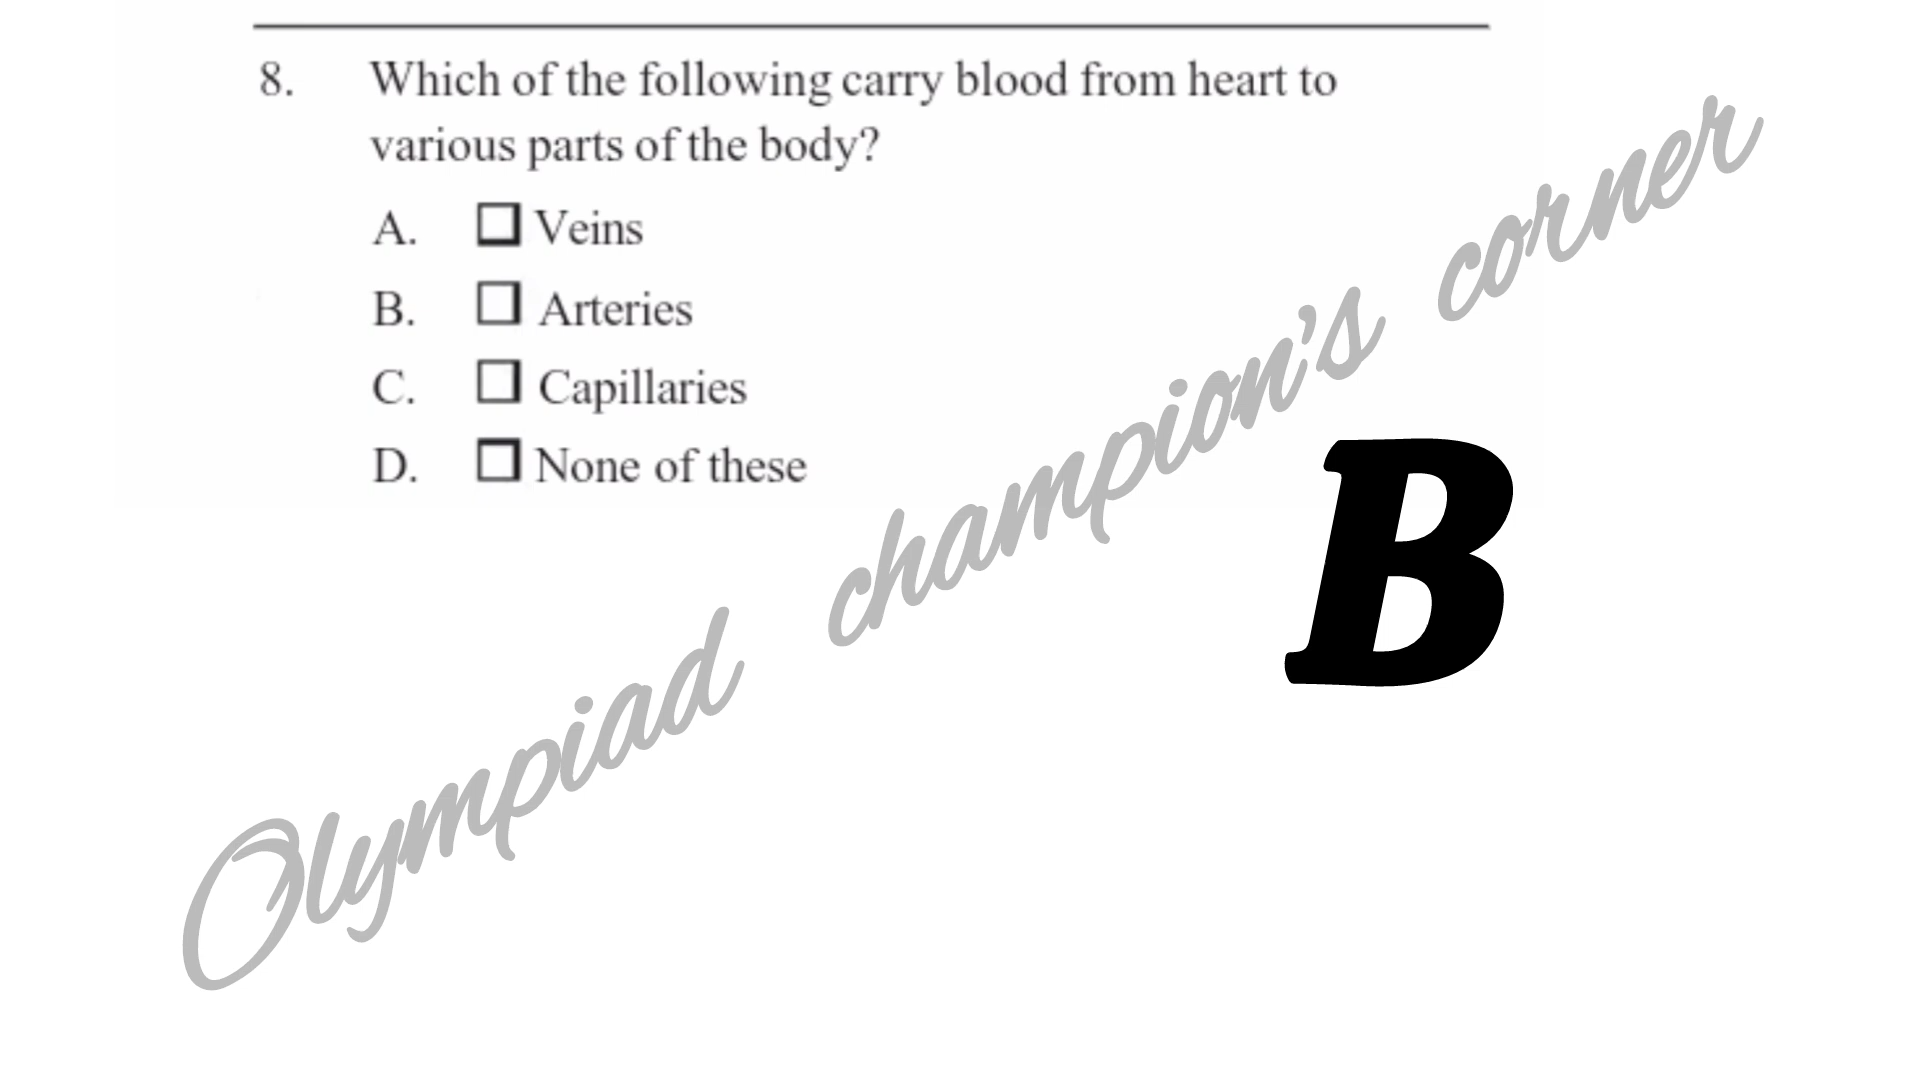 8. Which of the following carry blood from heart to
various parts of the body?
A. Veins
B. Arteries
C. Capillaries
D. None of these
B
Olympiad champion's corner